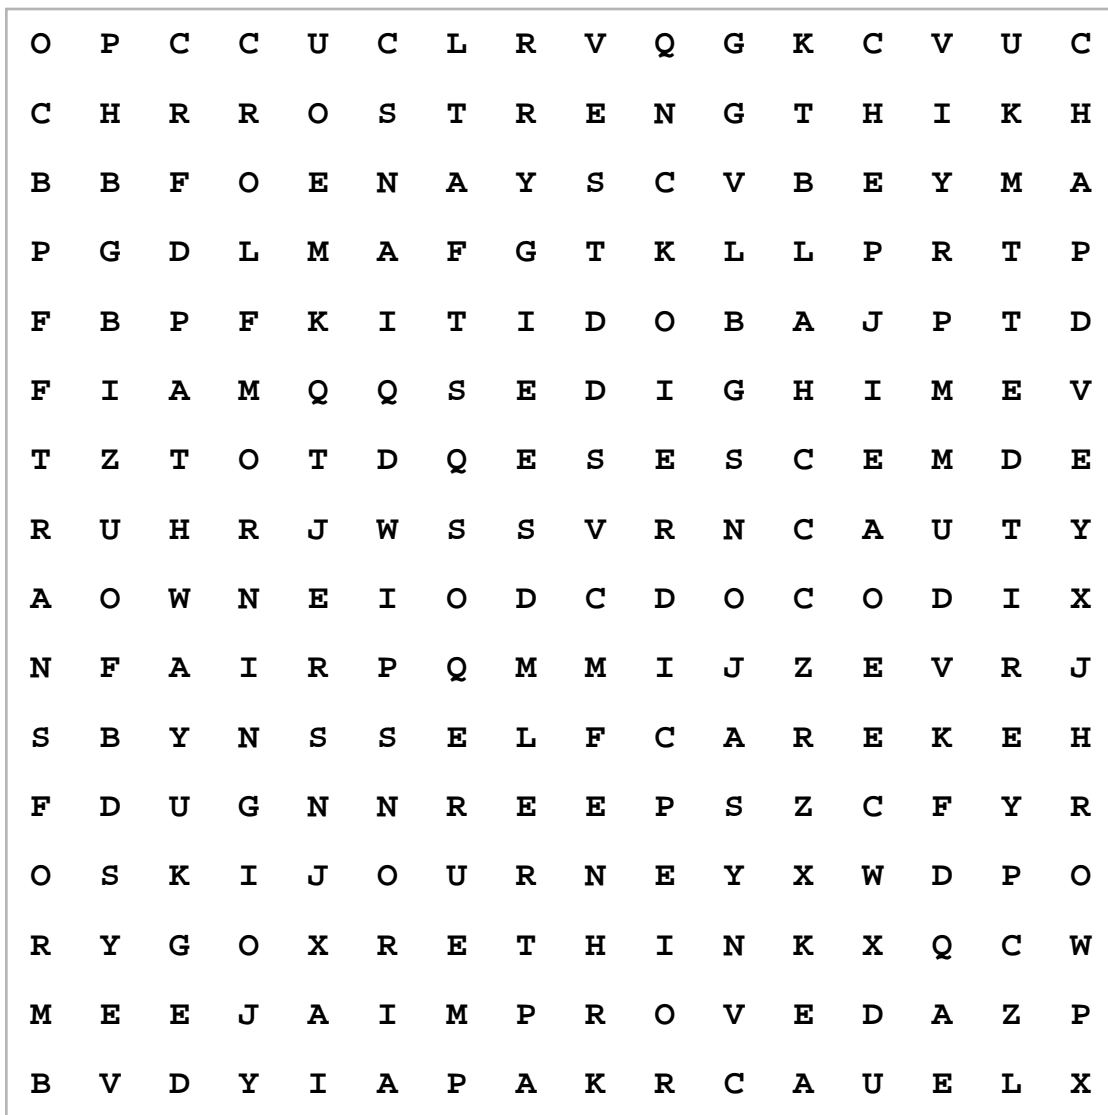 O P C C U C L R V Q G K C V U C
C H R R O S T R E N G T H I K H
B B F O E N A Y S C V B E Y M A
P G D L M A F G T K L L P R T P
F B P F K I T I D O B A J P T D
F I A M Q Q S E D I G H I M E V
T Z T O T D Q E S E S C E M D E
R U H R J W S S V R N C A U T Y
A O W N E I O D C D O C O D I X
N F A I R P Q M M I J Z E V R J
S B Y N S S E L F C A R E K E H
F D U G N N R E E P S Z C F Y R
O S K I J O U R N E Y X W D P O
R Y G O X R E T H I N K X Q C W
M E E J A I M P R O V E D A Z P
B V D Y I A P A K R C A U E L X